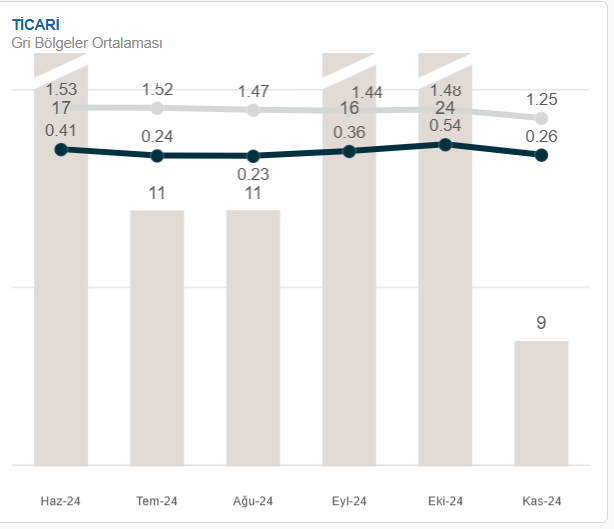 TİCARİ
Gri Bölgeler Ortalaması
1.53 1.52 1.47 1.44 1.48 1.25
17 16 24
0.41 0.24 0.36 0.54 0.26
0.23
11 11
9
Haz-24 Tem-24 Ağu-24 Eyl-24 Eki-24 Kas-24